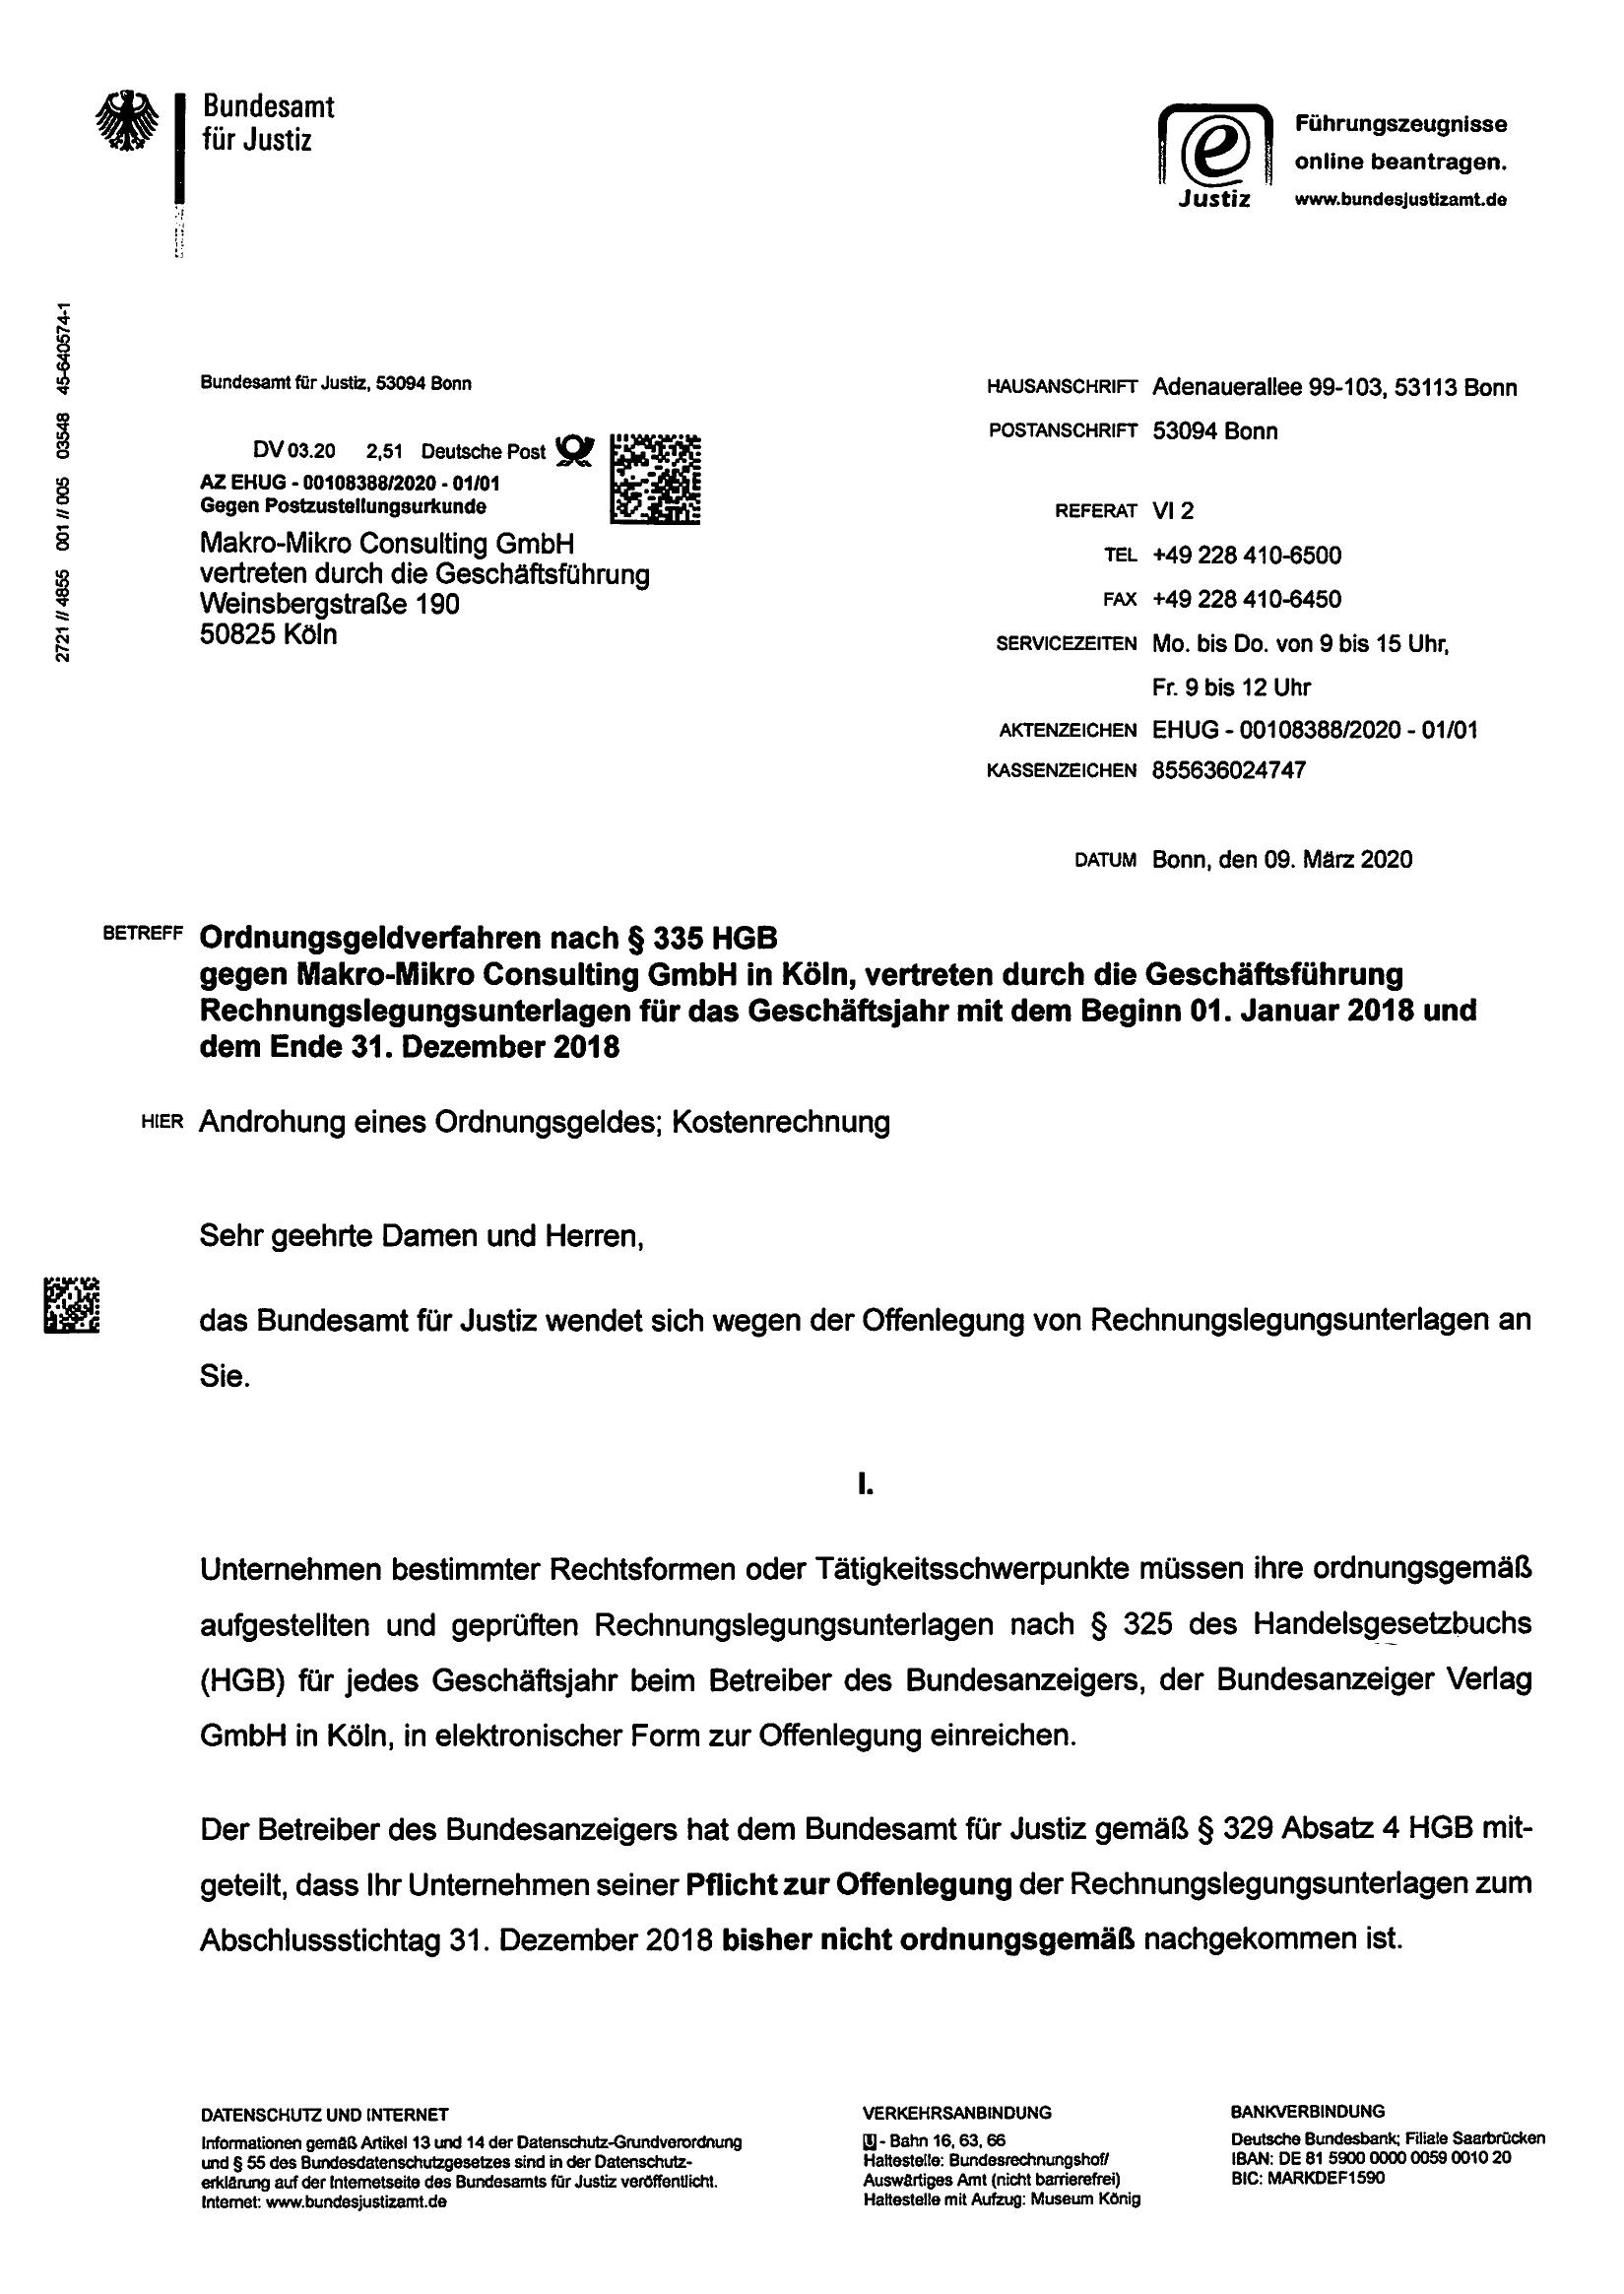 Bundesamt
für Justiz
e
Justiz
Führungszeugnisse
online beantragen.
www.bundesjustizamt.de
2721 // 4855 001 // 005 03548 45-640574-1
Bundesamt für Justiz, 53094 Bonn
DV 03.20 2,51 Deutsche Post
AZ EHUG - 00108388/2020 - 01/01
Gegen Postzustellungsurkunde
Makro-Mikro Consulting GmbH
vertreten durch die Geschäftsführung
Weinsbergstraße 190
50825 Köln
HAUSANSCHRIFT Adenauerallee 99-103, 53113 Bonn
POSTANSCHRIFT 53094 Bonn
REFERAT VI 2
TEL +49 228 410-6500
FAX +49 228 410-6450
SERVICEZEITEN Mo. bis Do. von 9 bis 15 Uhr,
Fr. 9 bis 12 Uhr
AKTENZEICHEN EHUG - 00108388/2020 - 01/01
KASSENZEICHEN 855636024747
DATUM Bonn, den 09. März 2020
BETREFF Ordnungsgeldverfahren nach § 335 HGB
gegen Makro-Mikro Consulting GmbH in Köln, vertreten durch die Geschäftsführung
Rechnungslegungsunterlagen für das Geschäftsjahr mit dem Beginn 01. Januar 2018 und
dem Ende 31. Dezember 2018
HIER Androhung eines Ordnungsgeldes; Kostenrechnung
Sehr geehrte Damen und Herren,
das Bundesamt für Justiz wendet sich wegen der Offenlegung von Rechnungslegungsunterlagen an
Sie.
I.
Unternehmen bestimmter Rechtsformen oder Tätigkeitsschwerpunkte müssen ihre ordnungsgemäß
aufgestellten und geprüften Rechnungslegungsunterlagen nach § 325 des Handelsgesetzbuchs
(HGB) für jedes Geschäftsjahr beim Betreiber des Bundesanzeigers, der Bundesanzeiger Verlag
GmbH in Köln, in elektronischer Form zur Offenlegung einreichen.
Der Betreiber des Bundesanzeigers hat dem Bundesamt für Justiz gemäß § 329 Absatz 4 HGB mit-
geteilt, dass Ihr Unternehmen seiner Pflicht zur Offenlegung der Rechnungslegungsunterlagen zum
Abschlussstichtag 31. Dezember 2018 bisher nicht ordnungsgemäß nachgekommen ist.
DATENSCHUTZ UND INTERNET
Informationen gemäß Artikel 13 und 14 der Datenschutz-Grundverordnung
und § 55 des Bundesdatenschutzgesetzes sind in der Datenschutz-
erklärung auf der Internetseite des Bundesamts für Justiz veröffentlicht.
Internet: www.bundesjustizamt.de
VERKEHRSANBINDUNG
U - Bahn 16, 63, 66
Haltestelle: Bundesrechnungshof/
Auswärtiges Amt (nicht barrierefrei)
Haltestelle mit Aufzug: Museum König
BANKVERBINDUNG
Deutsche Bundesbank; Filiale Saarbrücken
IBAN: DE 81 5900 0000 0059 0010 20
BIC: MARKDEF1590